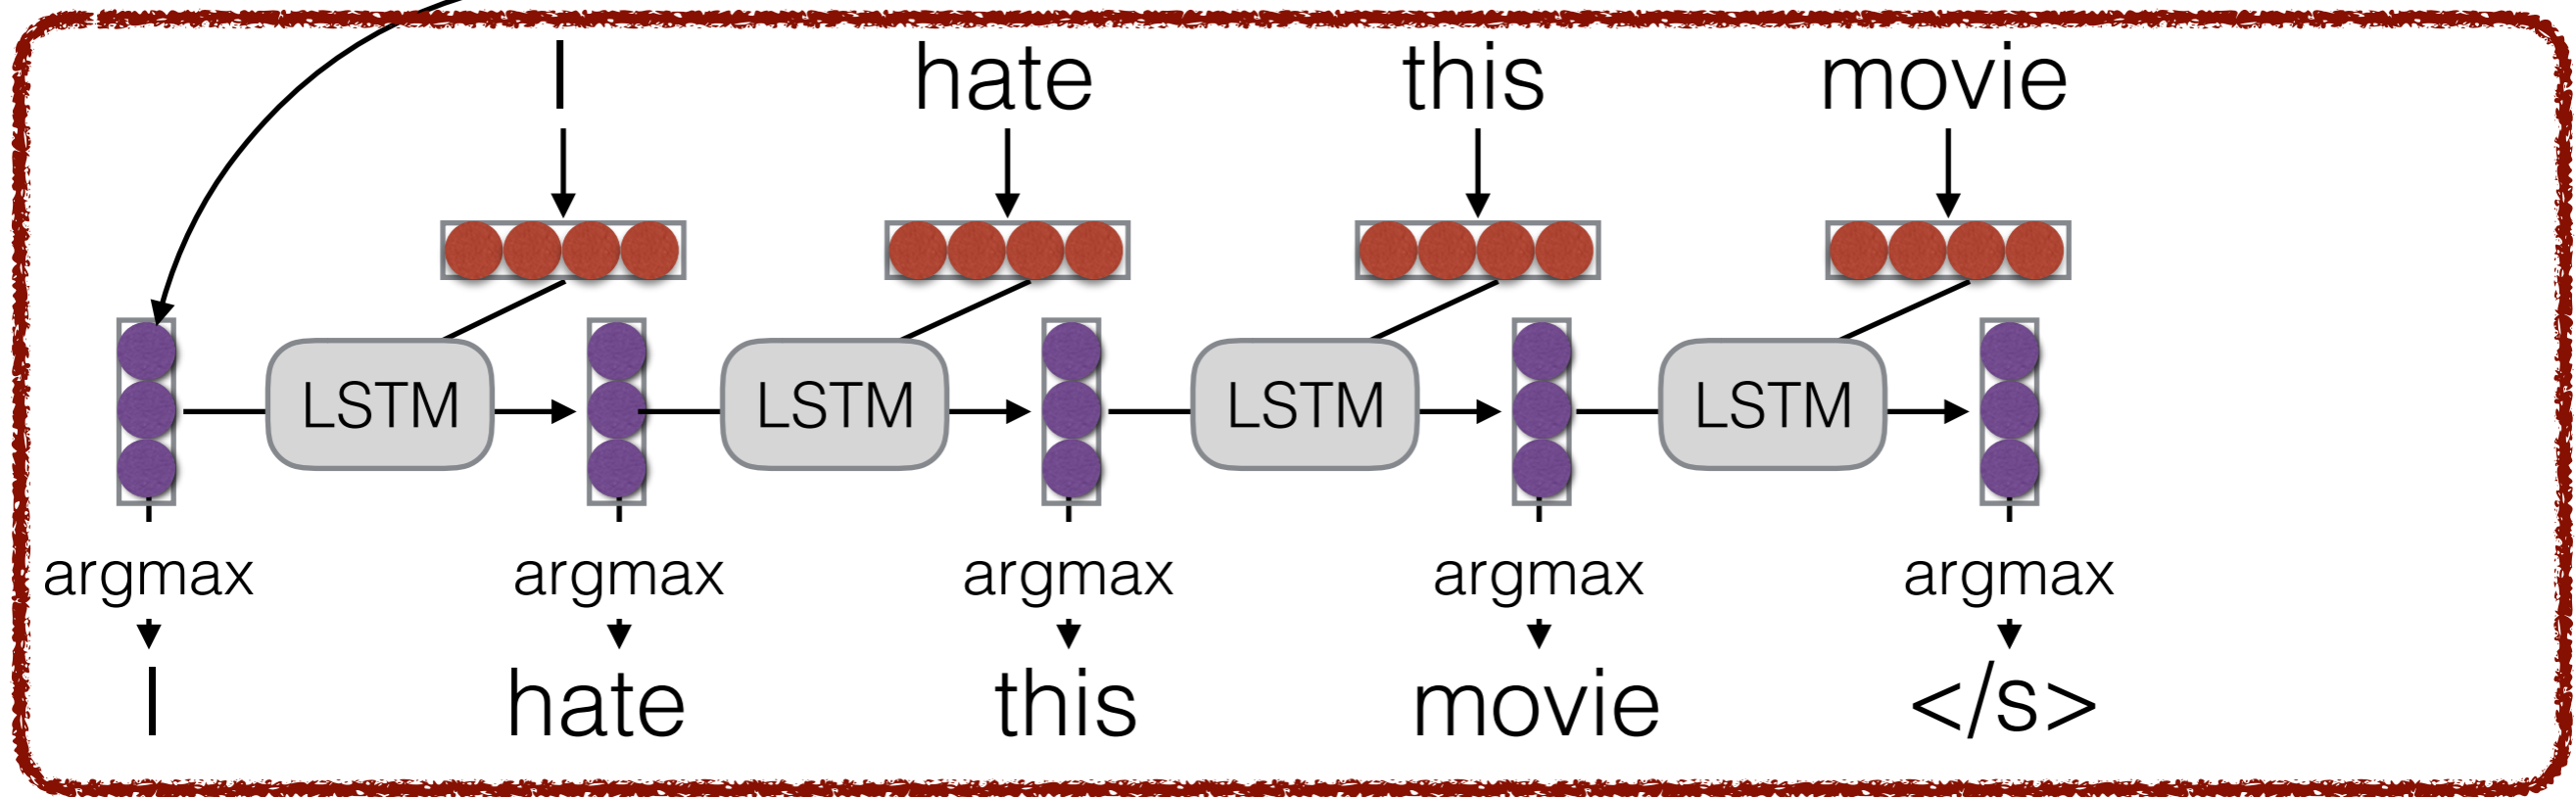 I hate this movie
LSTM LSTM LSTM LSTM
argmax argmax argmax argmax argmax
I hate this movie </s>